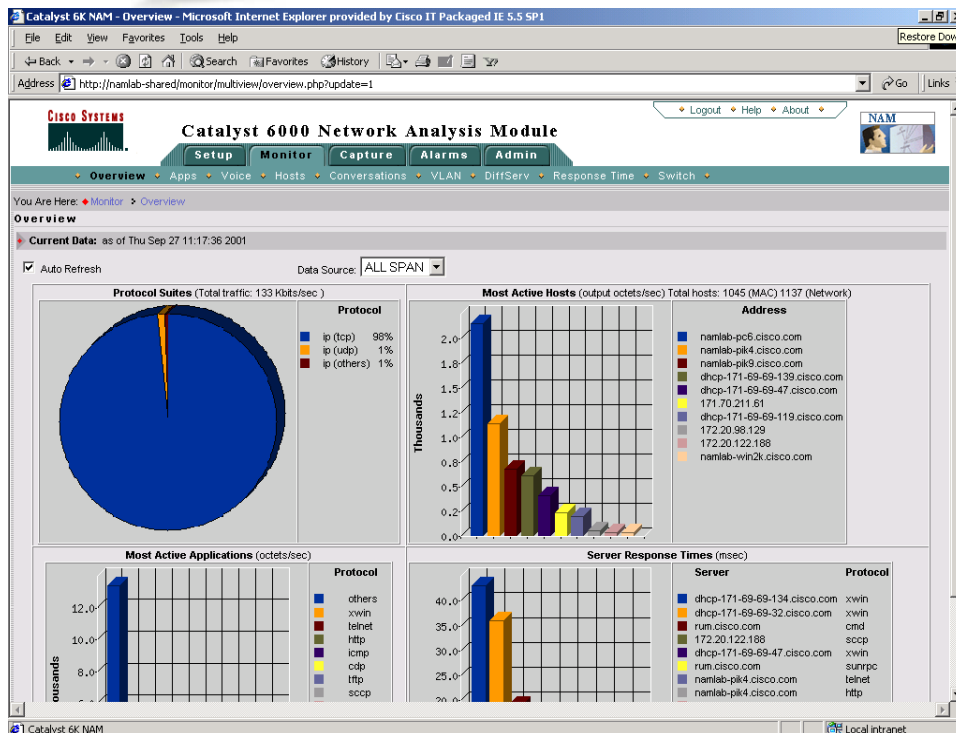 Catalyst 6K NAM - Overview - Microsoft Internet Explorer provided by Cisco IT Packaged IE 5.5 SP1
File Edit View Favorites Tools Help
Restore Dow
Back Search Favorites History
Address http://namlab-shared/monitor/multiview/overview.php?update=1 Go Links
CISCO SYSTEMS
Logout Help About
NAM
Catalyst 6000 Network Analysis Module
Setup Monitor Capture Alarms Admin
Overview Apps Voice Hosts Conversations VLAN DiffServ Response Time Switch
You Are Here: Monitor > Overview
Overview
Current Data: as of Thu Sep 27 11:17:36 2001
Auto Refresh Data Source: ALL SPAN
Protocol Suites (Total traffic: 133 Kbits/sec )
Protocol
ip (tcp) 98%
ip (udp) 1%
ip (others) 1%
Most Active Hosts (output octets/sec) Total hosts: 1045 (MAC) 1137 (Network)
Thousands
2.0
1.8
1.5
1.2
1.0
0.8
0.5
0.2
0.0
Address
namlab-pc6.cisco.com
namlab-pik4.cisco.com
namlab-pik9.cisco.com
dhcp-171-69-69-139.cisco.com
dhcp-171-69-69-47.cisco.com
171.70.211.61
dhcp-171-69-69-119.cisco.com
172.20.98.129
172.20.122.188
namlab-win2k.cisco.com
Most Active Applications (octets/sec)
ousands
12.0
10.0
8.0
Protocol
others
xwin
telnet
http
icmp
cdp
tftp
sccp
Server Response Times (msec)
40.0
35.0
30.0
25.0
20.0
Server Protocol
dhcp-171-69-69-134.cisco.com xwin
dhcp-171-69-69-32.cisco.com xwin
rum.cisco.com cmd
172.20.122.188 sccp
dhcp-171-69-69-47.cisco.com xwin
rum.cisco.com sunrpc
namlab-pik4.cisco.com telnet
namlab-pik4.cisco.com http
Catalyst 6K NAM Local intranet